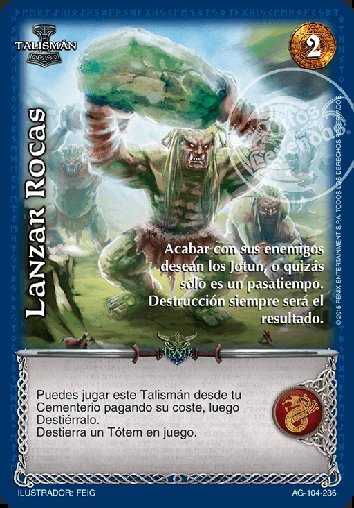 TALISMÁN
2
Lanzar Rocas
Acabar con sus enemigos
desean los Jotun, o quizás
solo es un pasatiempo.
Destrucción siempre será el
resultado.
Puedes jugar este Talismán desde tu
Cementerio pagando su coste, luego
Destiérralo.
Destierra un Tótem en juego.
ILUSTRADOR: FEIG
AG-104-236